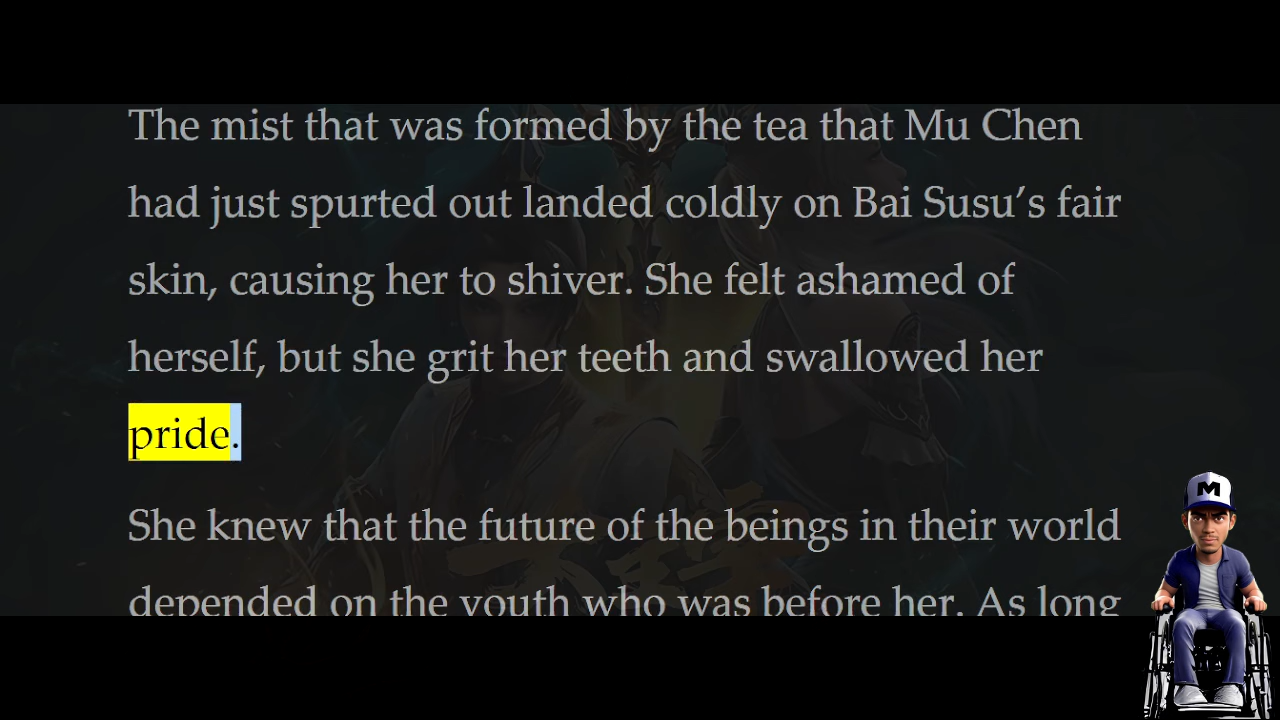 The mist that was formed by the tea that Mu Chen
had just spurted out landed coldly on Bai Susu’s fair
skin, causing her to shiver. She felt ashamed of
herself, but she grit her teeth and swallowed her
pride.
She knew that the future of the beings in their world
depended on the youth who was before her. As long
M